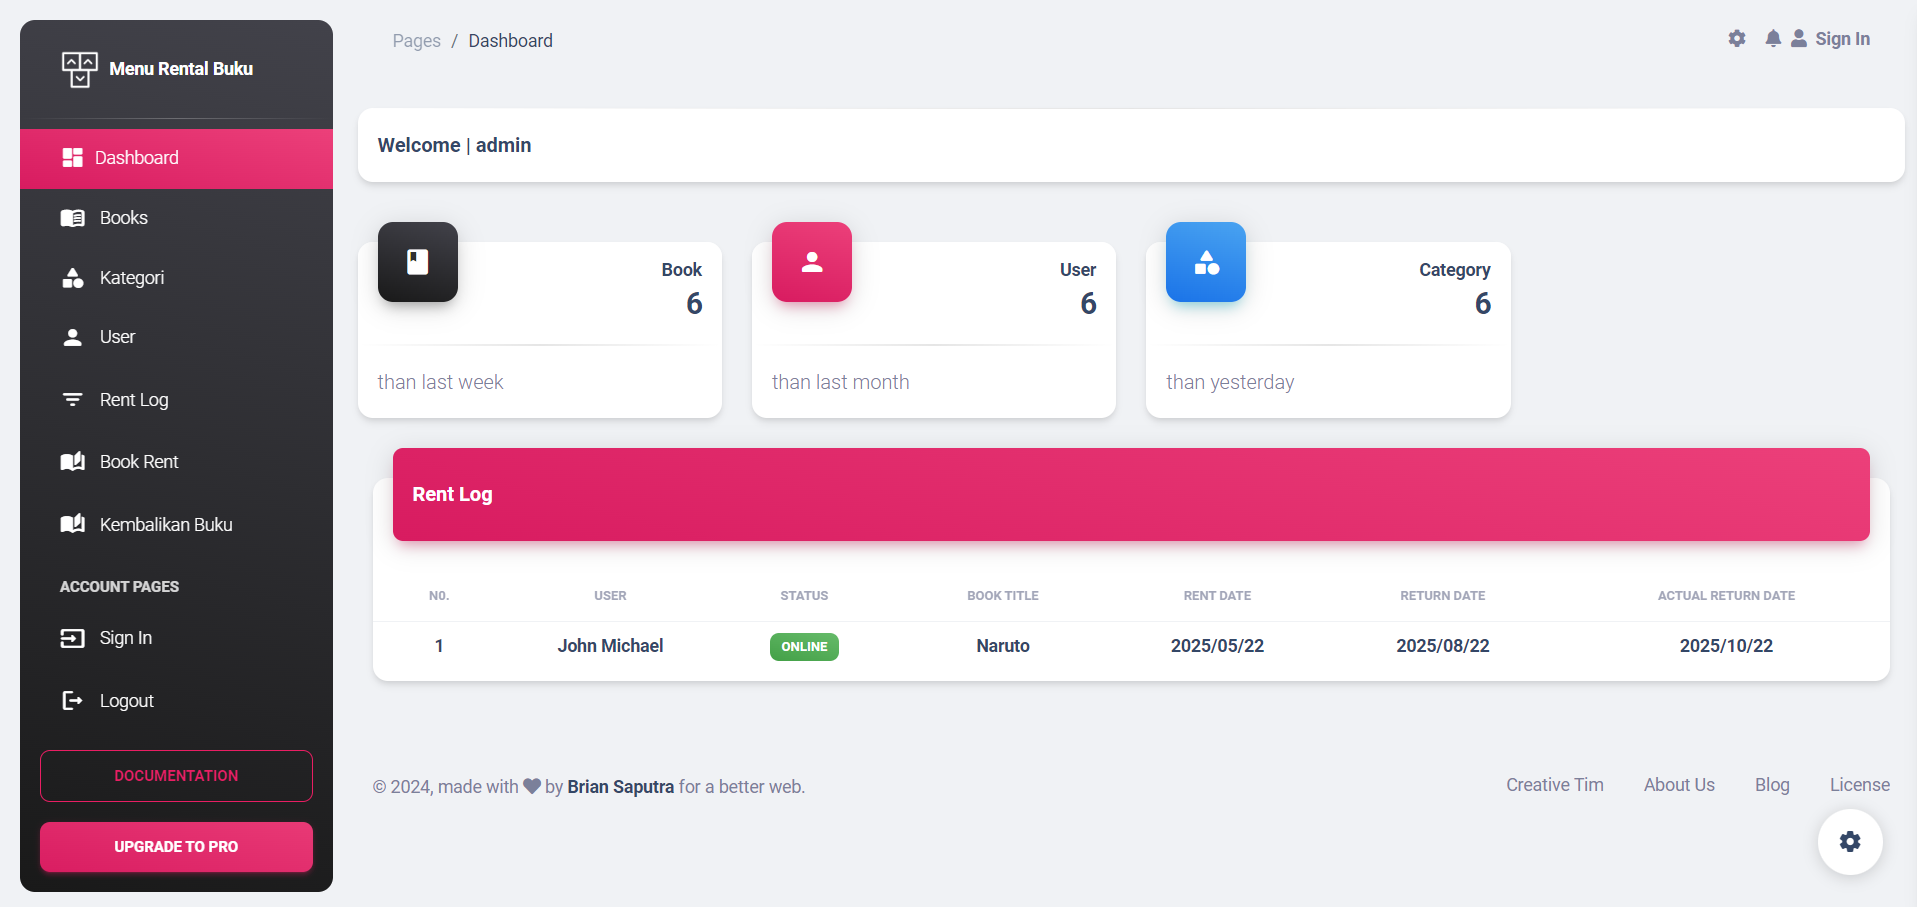 Menu Rental Buku
Dashboard
Books
Kategori
User
Rent Log
Book Rent
Kembalikan Buku
ACCOUNT PAGES
Sign In
Logout
DOCUMENTATION
UPGRADE TO PRO
Pages / Dashboard
Sign In
Welcome | admin
Book
6
than last week
User
6
than last month
Category
6
than yesterday
Rent Log
N0. USER STATUS BOOK TITLE RENT DATE RETURN DATE ACTUAL RETURN DATE
1 John Michael ONLINE Naruto 2025/05/22 2025/08/22 2025/10/22
© 2024, made with by Brian Saputra for a better web.
Creative Tim About Us Blog License